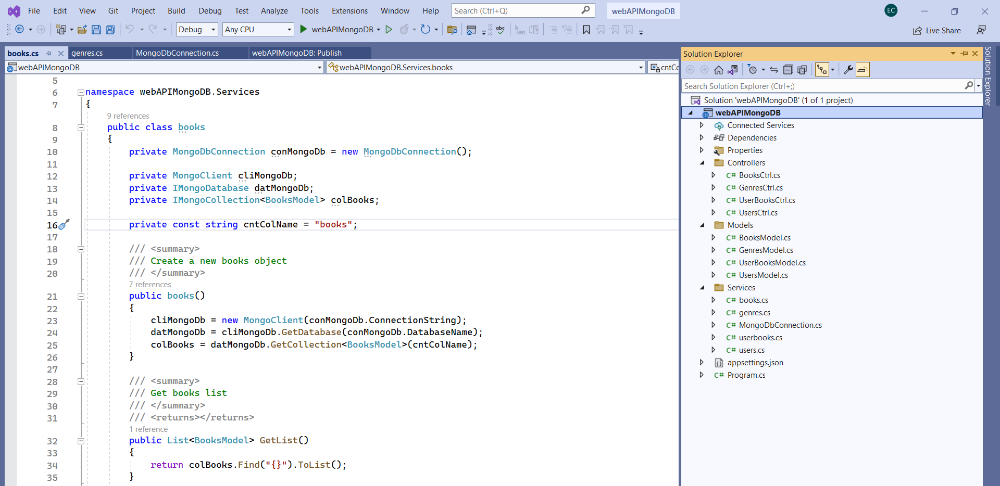 File Edit View Git Project Build Debug Test Analyze Tools Extensions Window Help Search (Ctrl+Q) webAPIMongoDB EC
Debug Any CPU webAPIMongoDB abc Live Share
books.cs genres.cs MongoDbConnection.cs webAPIMongoDB: Publish
webAPIMongoDB webAPIMongoDB.Services.books cntCo
5
6 namespace webAPIMongoDB.Services
7 {
9 references
8 public class books
9 {
10 private MongoDbConnection conMongoDb = new MongoDbConnection();
11
12 private MongoClient cliMongoDb;
13 private IMongoDatabase datMongoDb;
14 private IMongoCollection<BooksModel> colBooks;
15
16 private const string cntColName = "books";
17
18 /// <summary>
19 /// Create a new books object
20 /// </summary>
7 references
21 public books()
22 {
23 cliMongoDb = new MongoClient(conMongoDb.ConnectionString);
24 datMongoDb = cliMongoDb.GetDatabase(conMongoDb.DatabaseName);
25 colBooks = datMongoDb.GetCollection<BooksModel>(cntColName);
26 }
27
28 /// <summary>
29 /// Get books list
30 /// </summary>
31 /// <returns></returns>
1 reference
32 public List<BooksModel> GetList()
33 {
34 return colBooks.Find("{}").ToList();
35 }
Solution Explorer
Search Solution Explorer (Ctrl+;)
Solution 'webAPIMongoDB' (1 of 1 project)
webAPIMongoDB
Connected Services
Dependencies
Properties
Controllers
C# BooksCtrl.cs
C# GenresCtrl.cs
C# UserBooksCtrl.cs
C# UsersCtrl.cs
Models
C# BooksModel.cs
C# GenresModel.cs
C# UserBooksModel.cs
C# UsersModel.cs
Services
C# books.cs
C# genres.cs
C# MongoDbConnection.cs
C# userbooks.cs
C# users.cs
appsettings.json
C# Program.cs
Solution Explorer